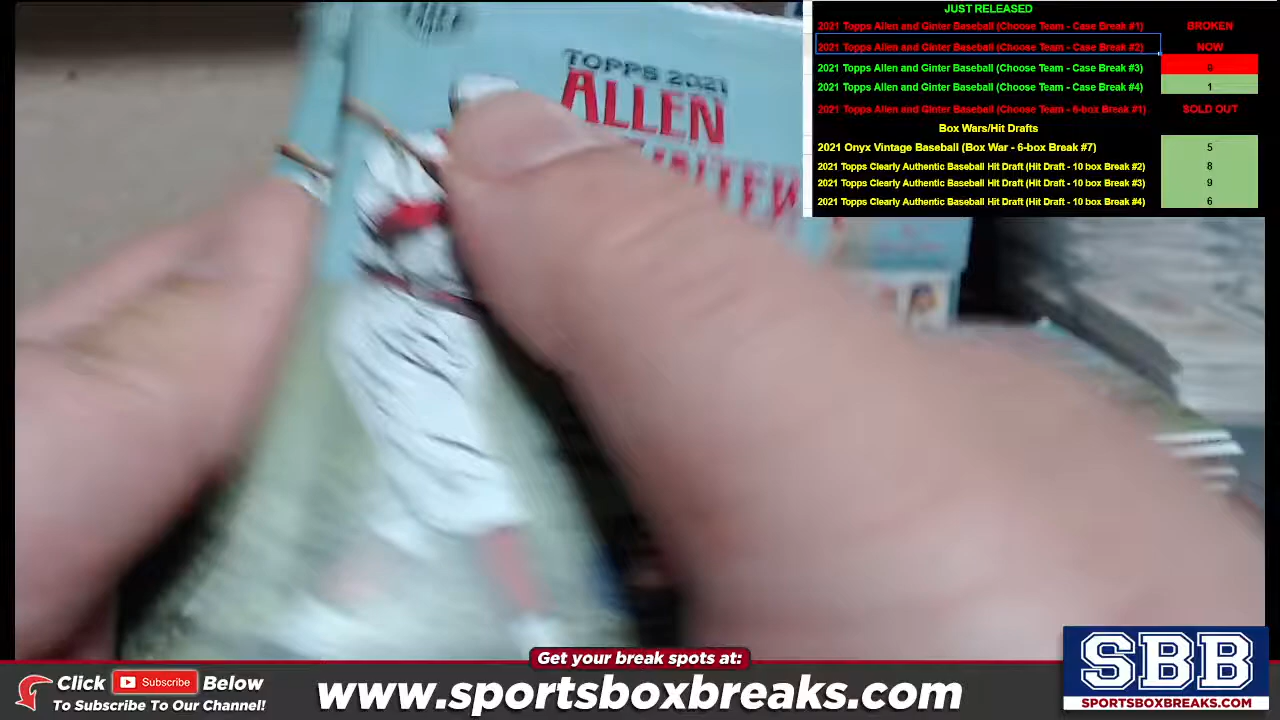 JUST RELEASED
2021 Topps Allen and Ginter Baseball (Choose Team - Case Break #1) BROKEN
2021 Topps Allen and Ginter Baseball (Choose Team - Case Break #2) NOW
2021 Topps Allen and Ginter Baseball (Choose Team - Case Break #3)
2021 Topps Allen and Ginter Baseball (Choose Team - Case Break #4) 1
2021 Topps Allen and Ginter Baseball (Choose Team - 6-box Break #1) SOLD OUT
Box Wars/Hit Drafts
2021 Onyx Vintage Baseball (Box War - 6-box Break #7) 5
2021 Topps Clearly Authentic Baseball Hit Draft (Hit Draft - 10 box Break #2) 8
2021 Topps Clearly Authentic Baseball Hit Draft (Hit Draft - 10 box Break #3) 9
2021 Topps Clearly Authentic Baseball Hit Draft (Hit Draft - 10 box Break #4) 6
TOPPS 2021
ALLEN
Get your break spots at:
Click Subscribe Below
To Subscribe To Our Channel!
www.sportsboxbreaks.com
SBB
SPORTSBOXBREAKS.COM